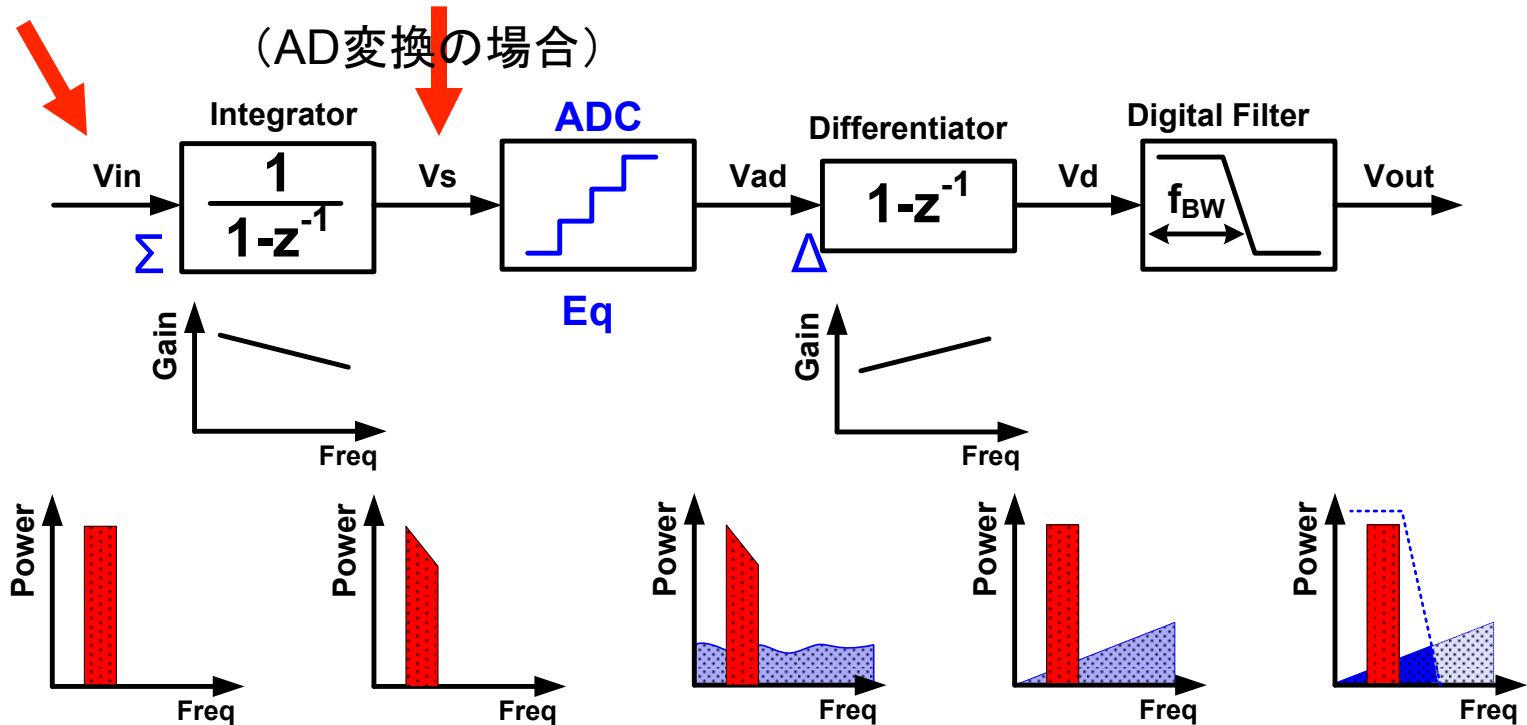 （AD変換の場合）
Integrator
ADC
Differentiator
Digital Filter
Vin
1
1-z⁻¹
Vs
Vad
1-z⁻¹
Vd
f_BW
Vout
Σ
Δ
Eq
Gain
Freq
Gain
Freq
Power
Freq
Power
Freq
Power
Freq
Power
Freq
Power
Freq